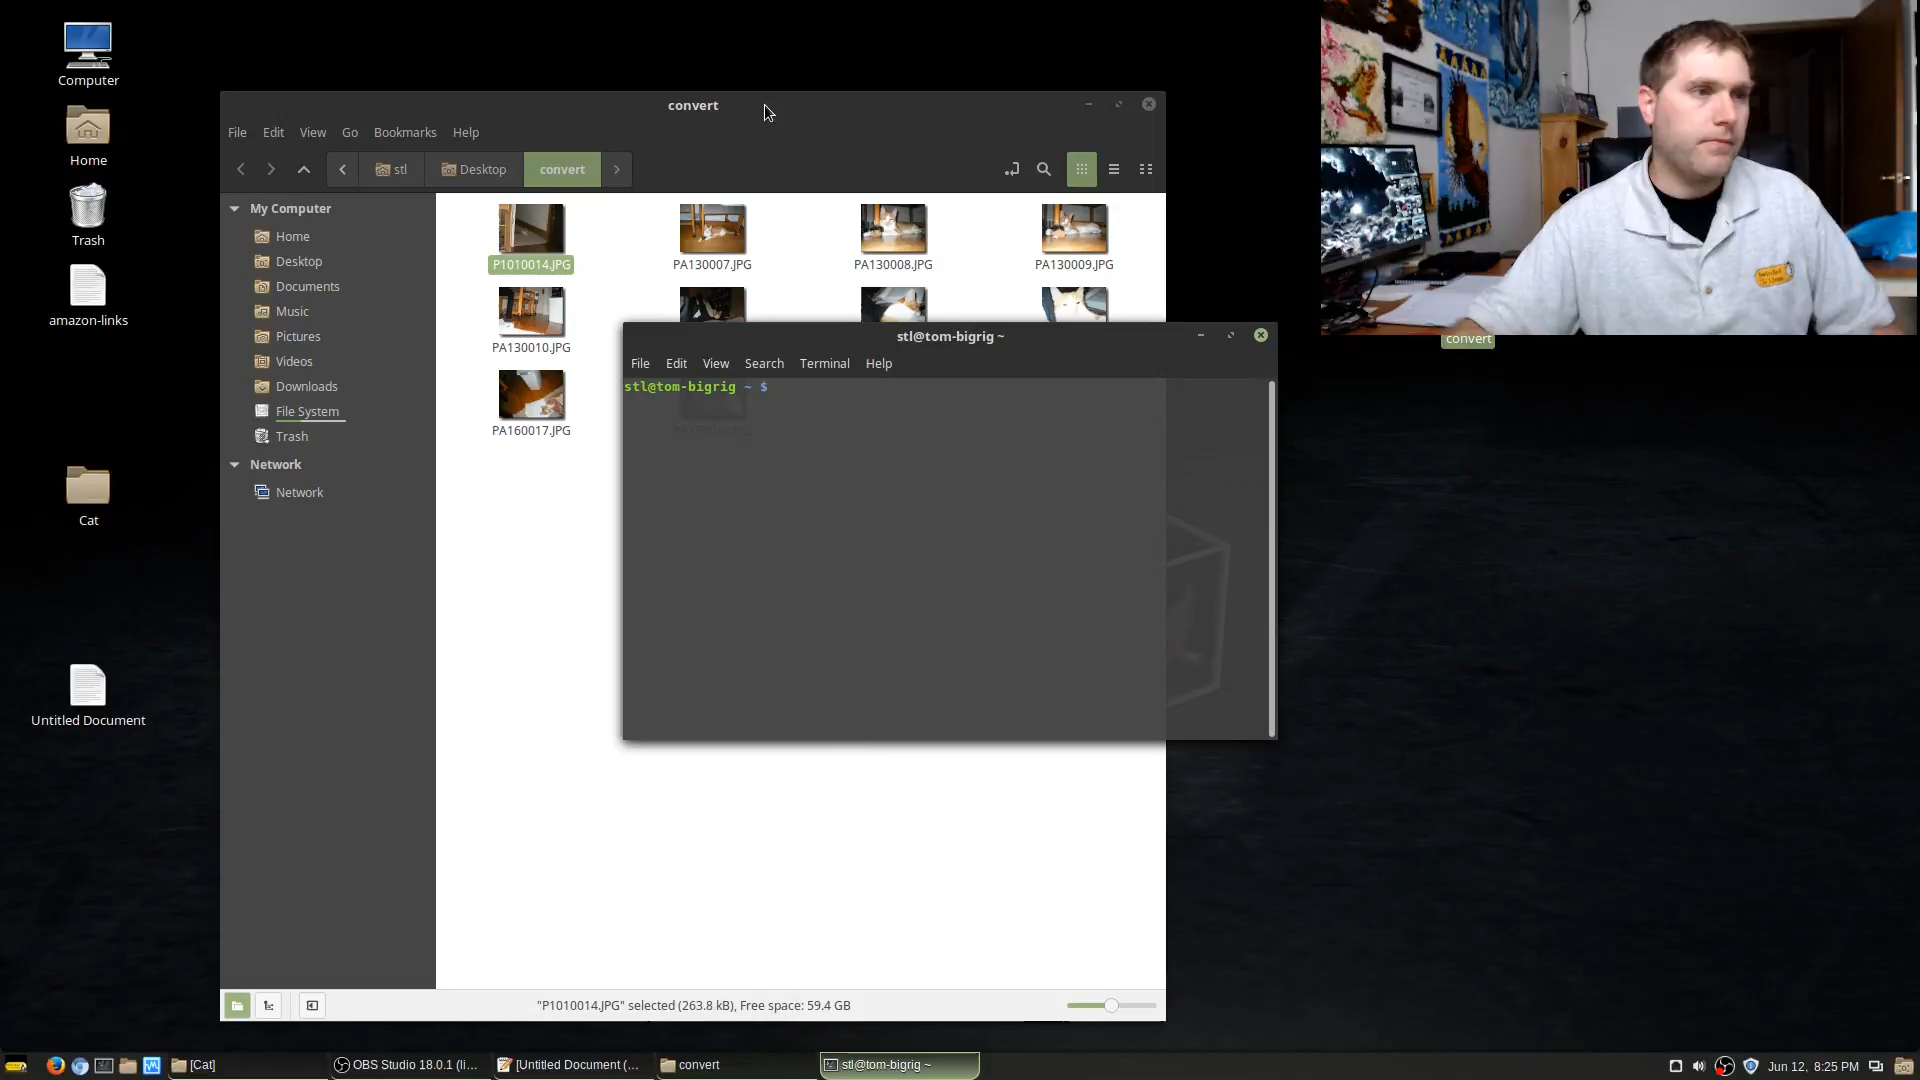 Computer
Home
Trash
amazon-links
Cat
Untitled Document
convert
File Edit View Go Bookmarks Help
stl Desktop convert
My Computer
Home
Desktop
Documents
Music
Pictures
Videos
Downloads
File System
Trash
Network
Network
P1010014.JPG PA130007.JPG PA130008.JPG PA130009.JPG
PA130010.JPG
PA160017.JPG
"P1010014.JPG" selected (263.8 kB), Free space: 59.4 GB
stl@tom-bigrig ~
File Edit View Search Terminal Help
stl@tom-bigrig ~ $
convert
[Cat] OBS Studio 18.0.1 (li... [Untitled Document (... convert stl@tom-bigrig ~ Jun 12, 8:25 PM